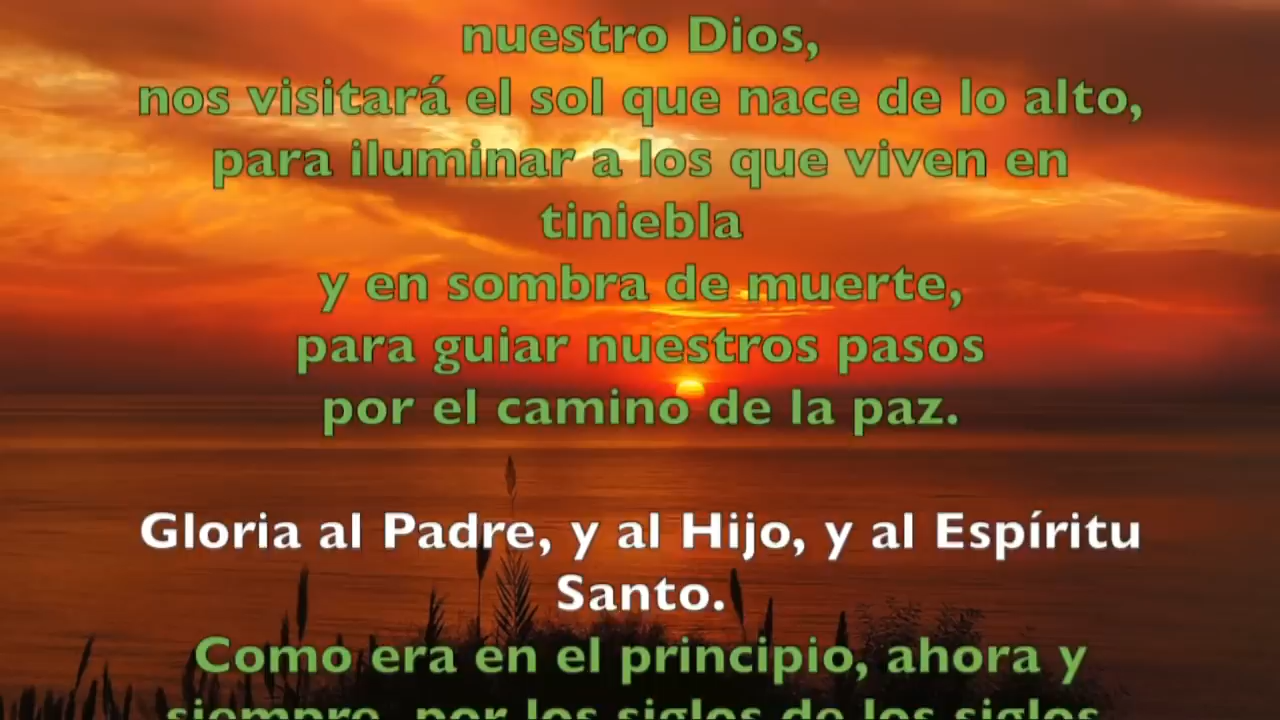 nuestro Dios,
nos visitará el sol que nace de lo alto,
para iluminar a los que viven en
tiniebla
y en sombra de muerte,
para guiar nuestros pasos
por el camino de la paz.
Gloria al Padre, y al Hijo, y al Espíritu
Santo.
Como era en el principio, ahora y
siempre, por los siglos de los siglos